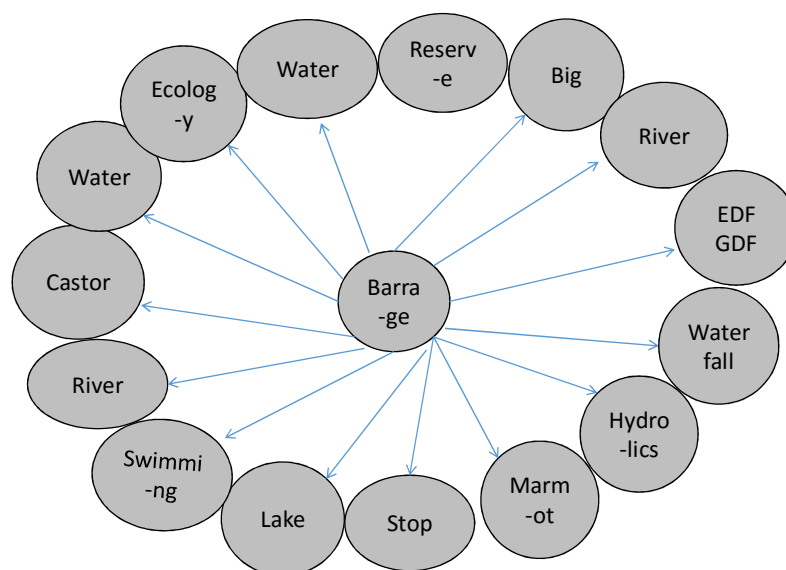 Reserv
-e
Water
Big
Ecolog
-y
River
Water
EDF
GDF
Castor
Barra
-ge
Water
fall
River
Hydro
-lics
Swimmi
-ng
Marm
-ot
Lake
Stop